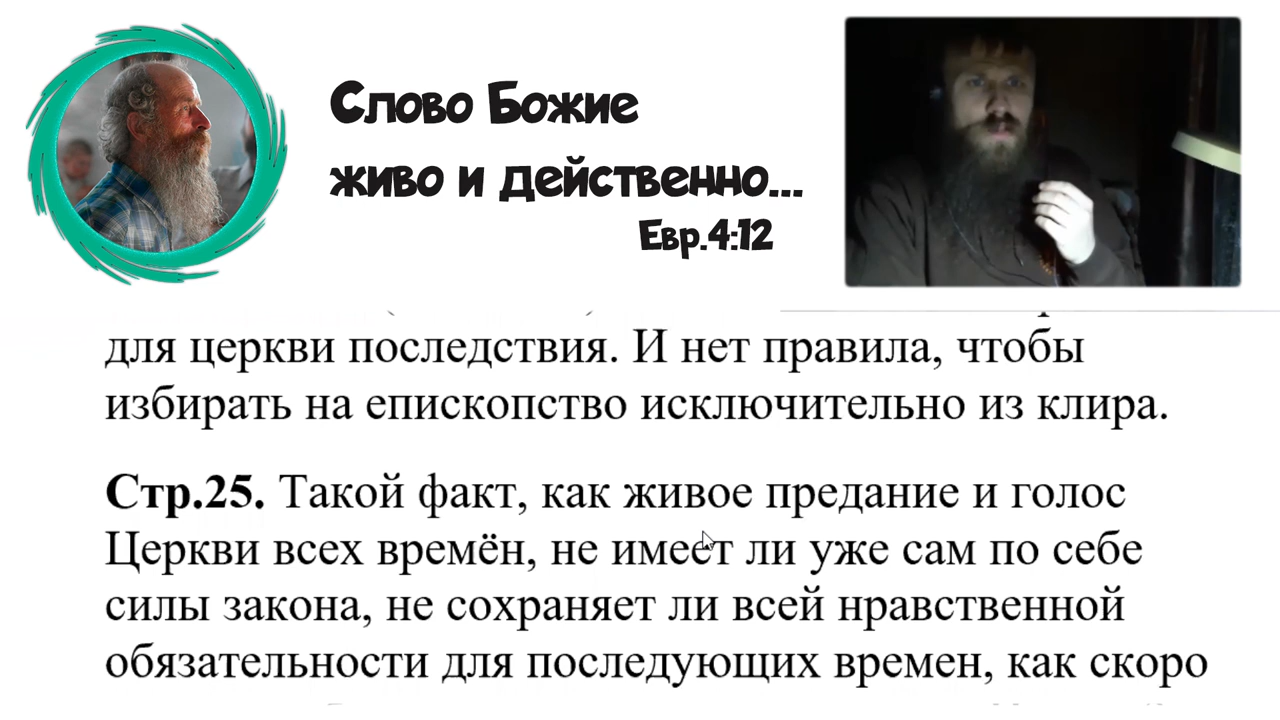 Слово Божие
живо и действенно...
Евр.4:12
для церкви последствия. И нет правила, чтобы
избирать на епископство исключительно из клира.
Стр.25. Такой факт, как живое предание и голос
Церкви всех времён, не имеет ли уже сам по себе
силы закона, не сохраняет ли всей нравственной
обязательности для последующих времен, как скоро